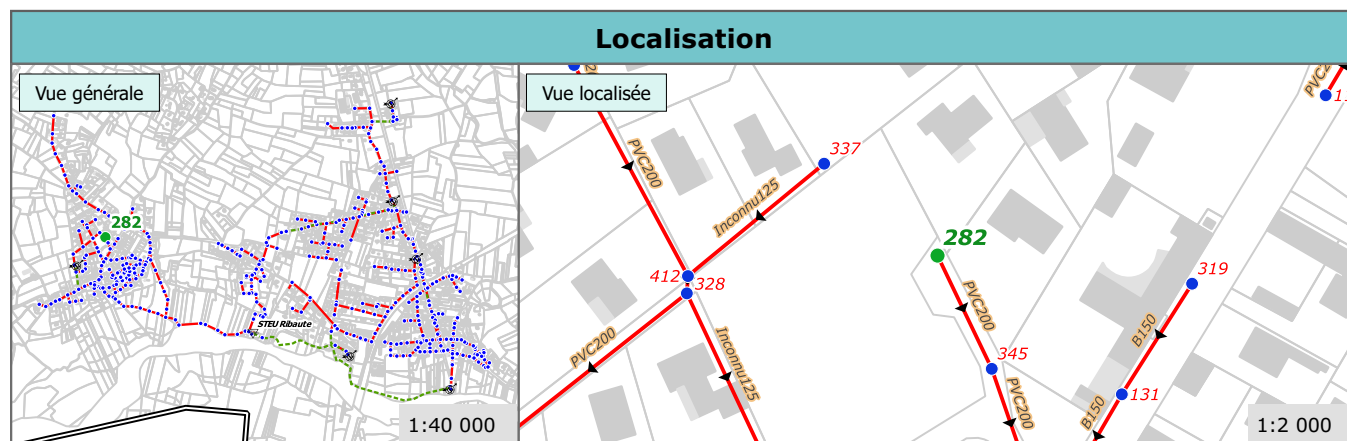 Localisation
Vue générale
282
STEU Ribaute
1:40 000
Vue localisée
PVC200
337
Inconnu125
412
328
PVC200
Inconnu125
282
PVC200
345
PVC200
319
B150
131
B150
1:2 000